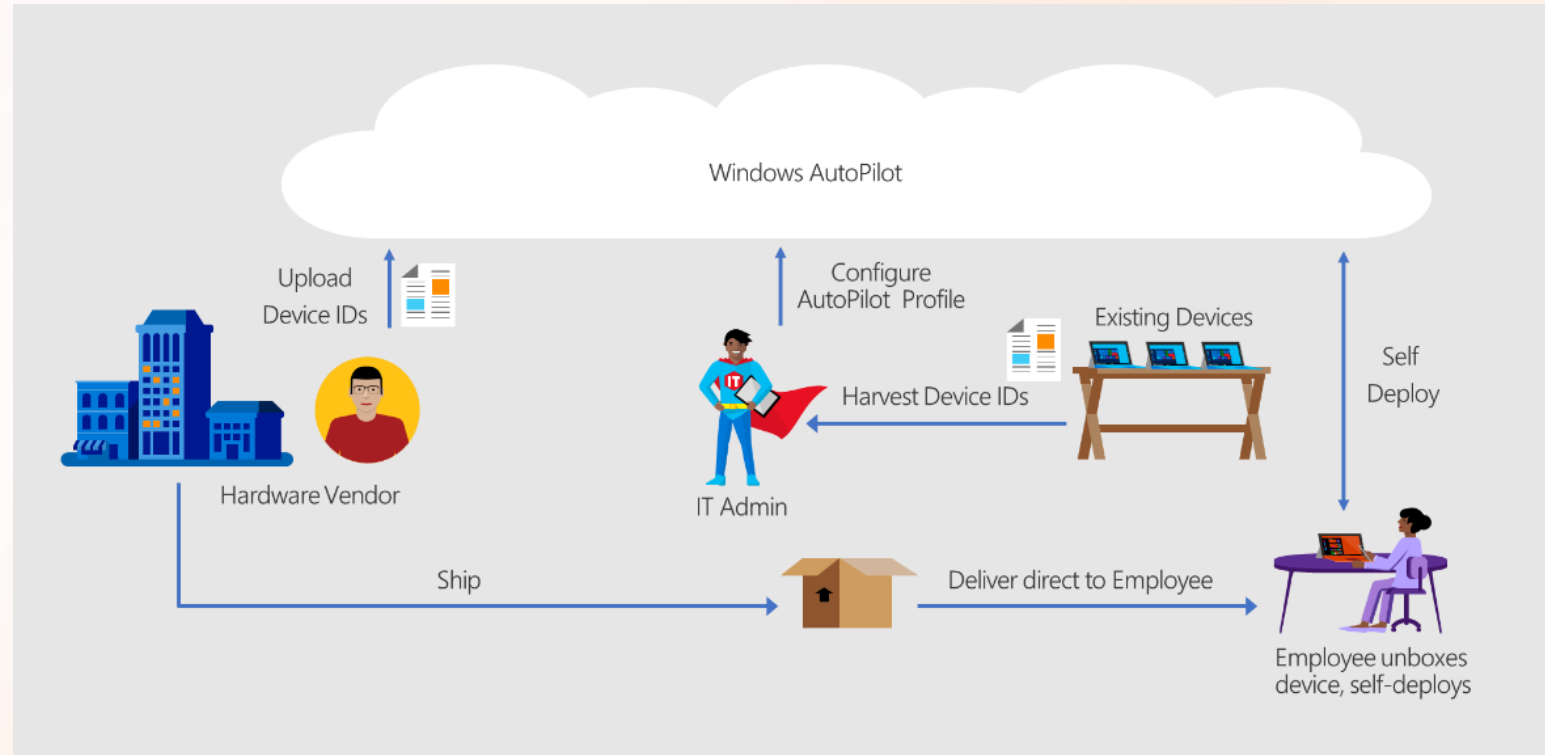 Windows AutoPilot
Upload
Device IDs
Configure
AutoPilot Profile
Existing Devices
Self
Deploy
IT
Harvest Device IDs
Hardware Vendor
IT Admin
Ship
Deliver direct to Employee
Employee unboxes
device, self-deploys